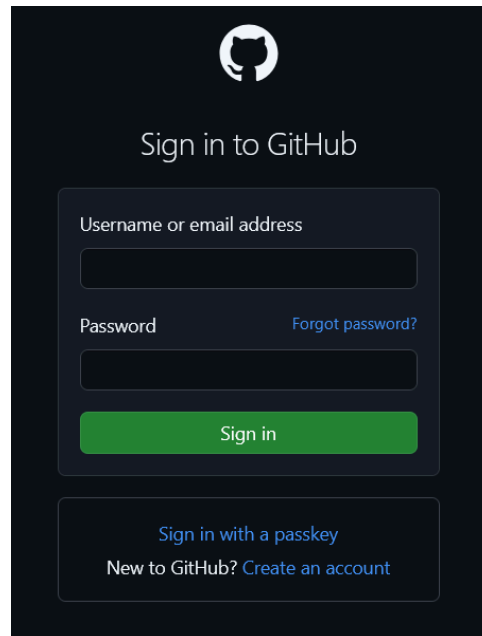 Sign in to GitHub
Username or email address
Password Forgot password?
Sign in
Sign in with a passkey
New to GitHub? Create an account